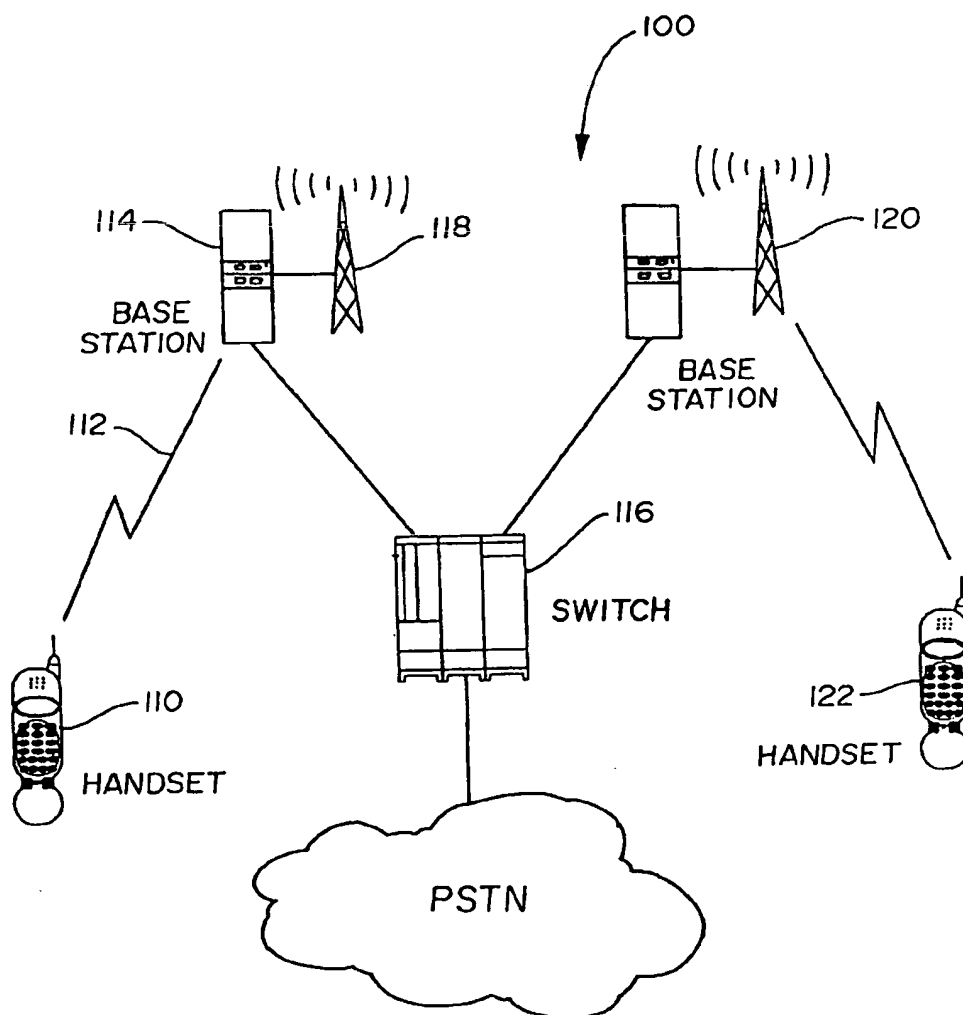 100
114
118
120
BASE
STATION
BASE
STATION
112
116
SWITCH
110
HANDSET
122
HANDSET
PSTN